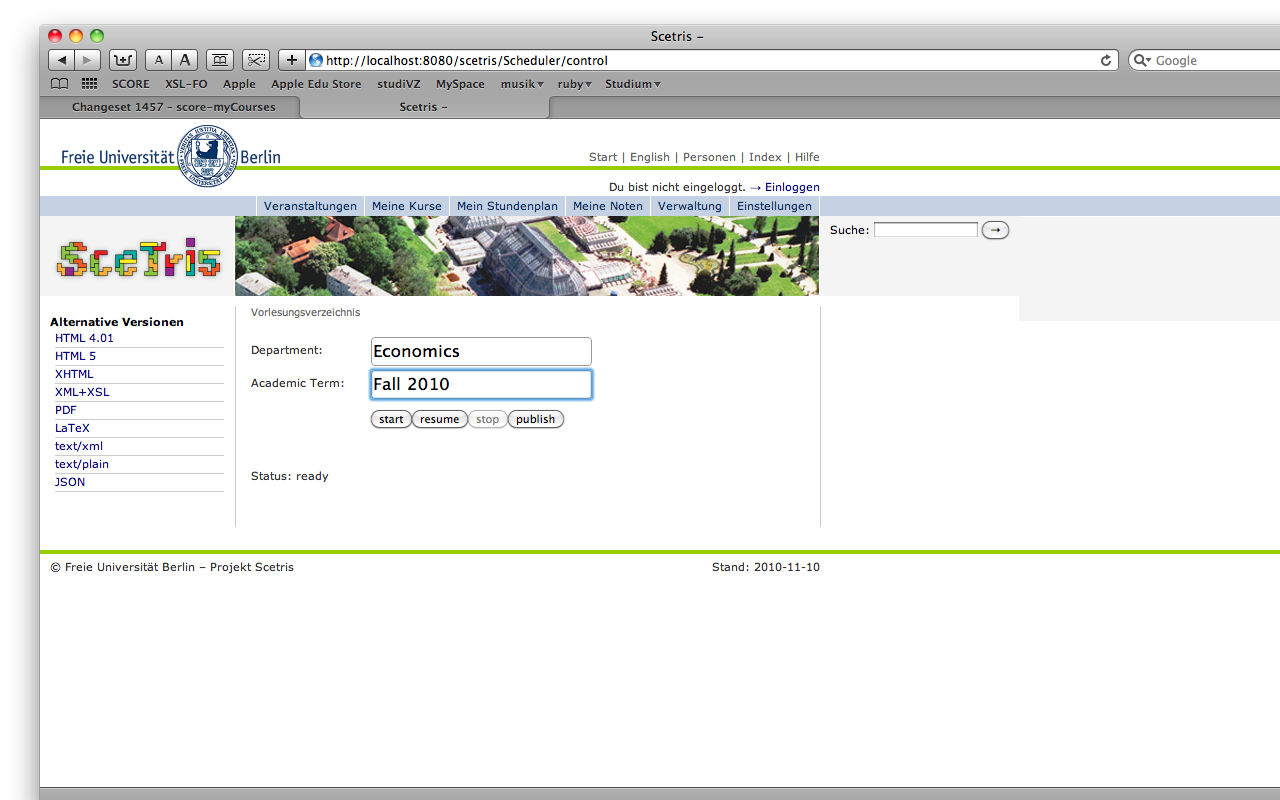 Scetris –
A A + http://localhost:8080/scetris/Scheduler/control Google
SCORE XSL-FO Apple Apple Edu Store studiVZ MySpace musik ruby Studium
Changeset 1457 – score-myCourses Scetris –
Freie Universität Berlin
Start | English | Personen | Index | Hilfe
Du bist nicht eingeloggt. → Einloggen
Veranstaltungen Meine Kurse Mein Stundenplan Meine Noten Verwaltung Einstellungen
SceTris
Suche: →
Alternative Versionen
HTML 4.01
HTML 5
XHTML
XML+XSL
PDF
LaTeX
text/xml
text/plain
JSON
Vorlesungsverzeichnis
Department: Economics
Academic Term: Fall 2010
start resume stop publish
Status: ready
© Freie Universität Berlin – Projekt Scetris Stand: 2010-11-10